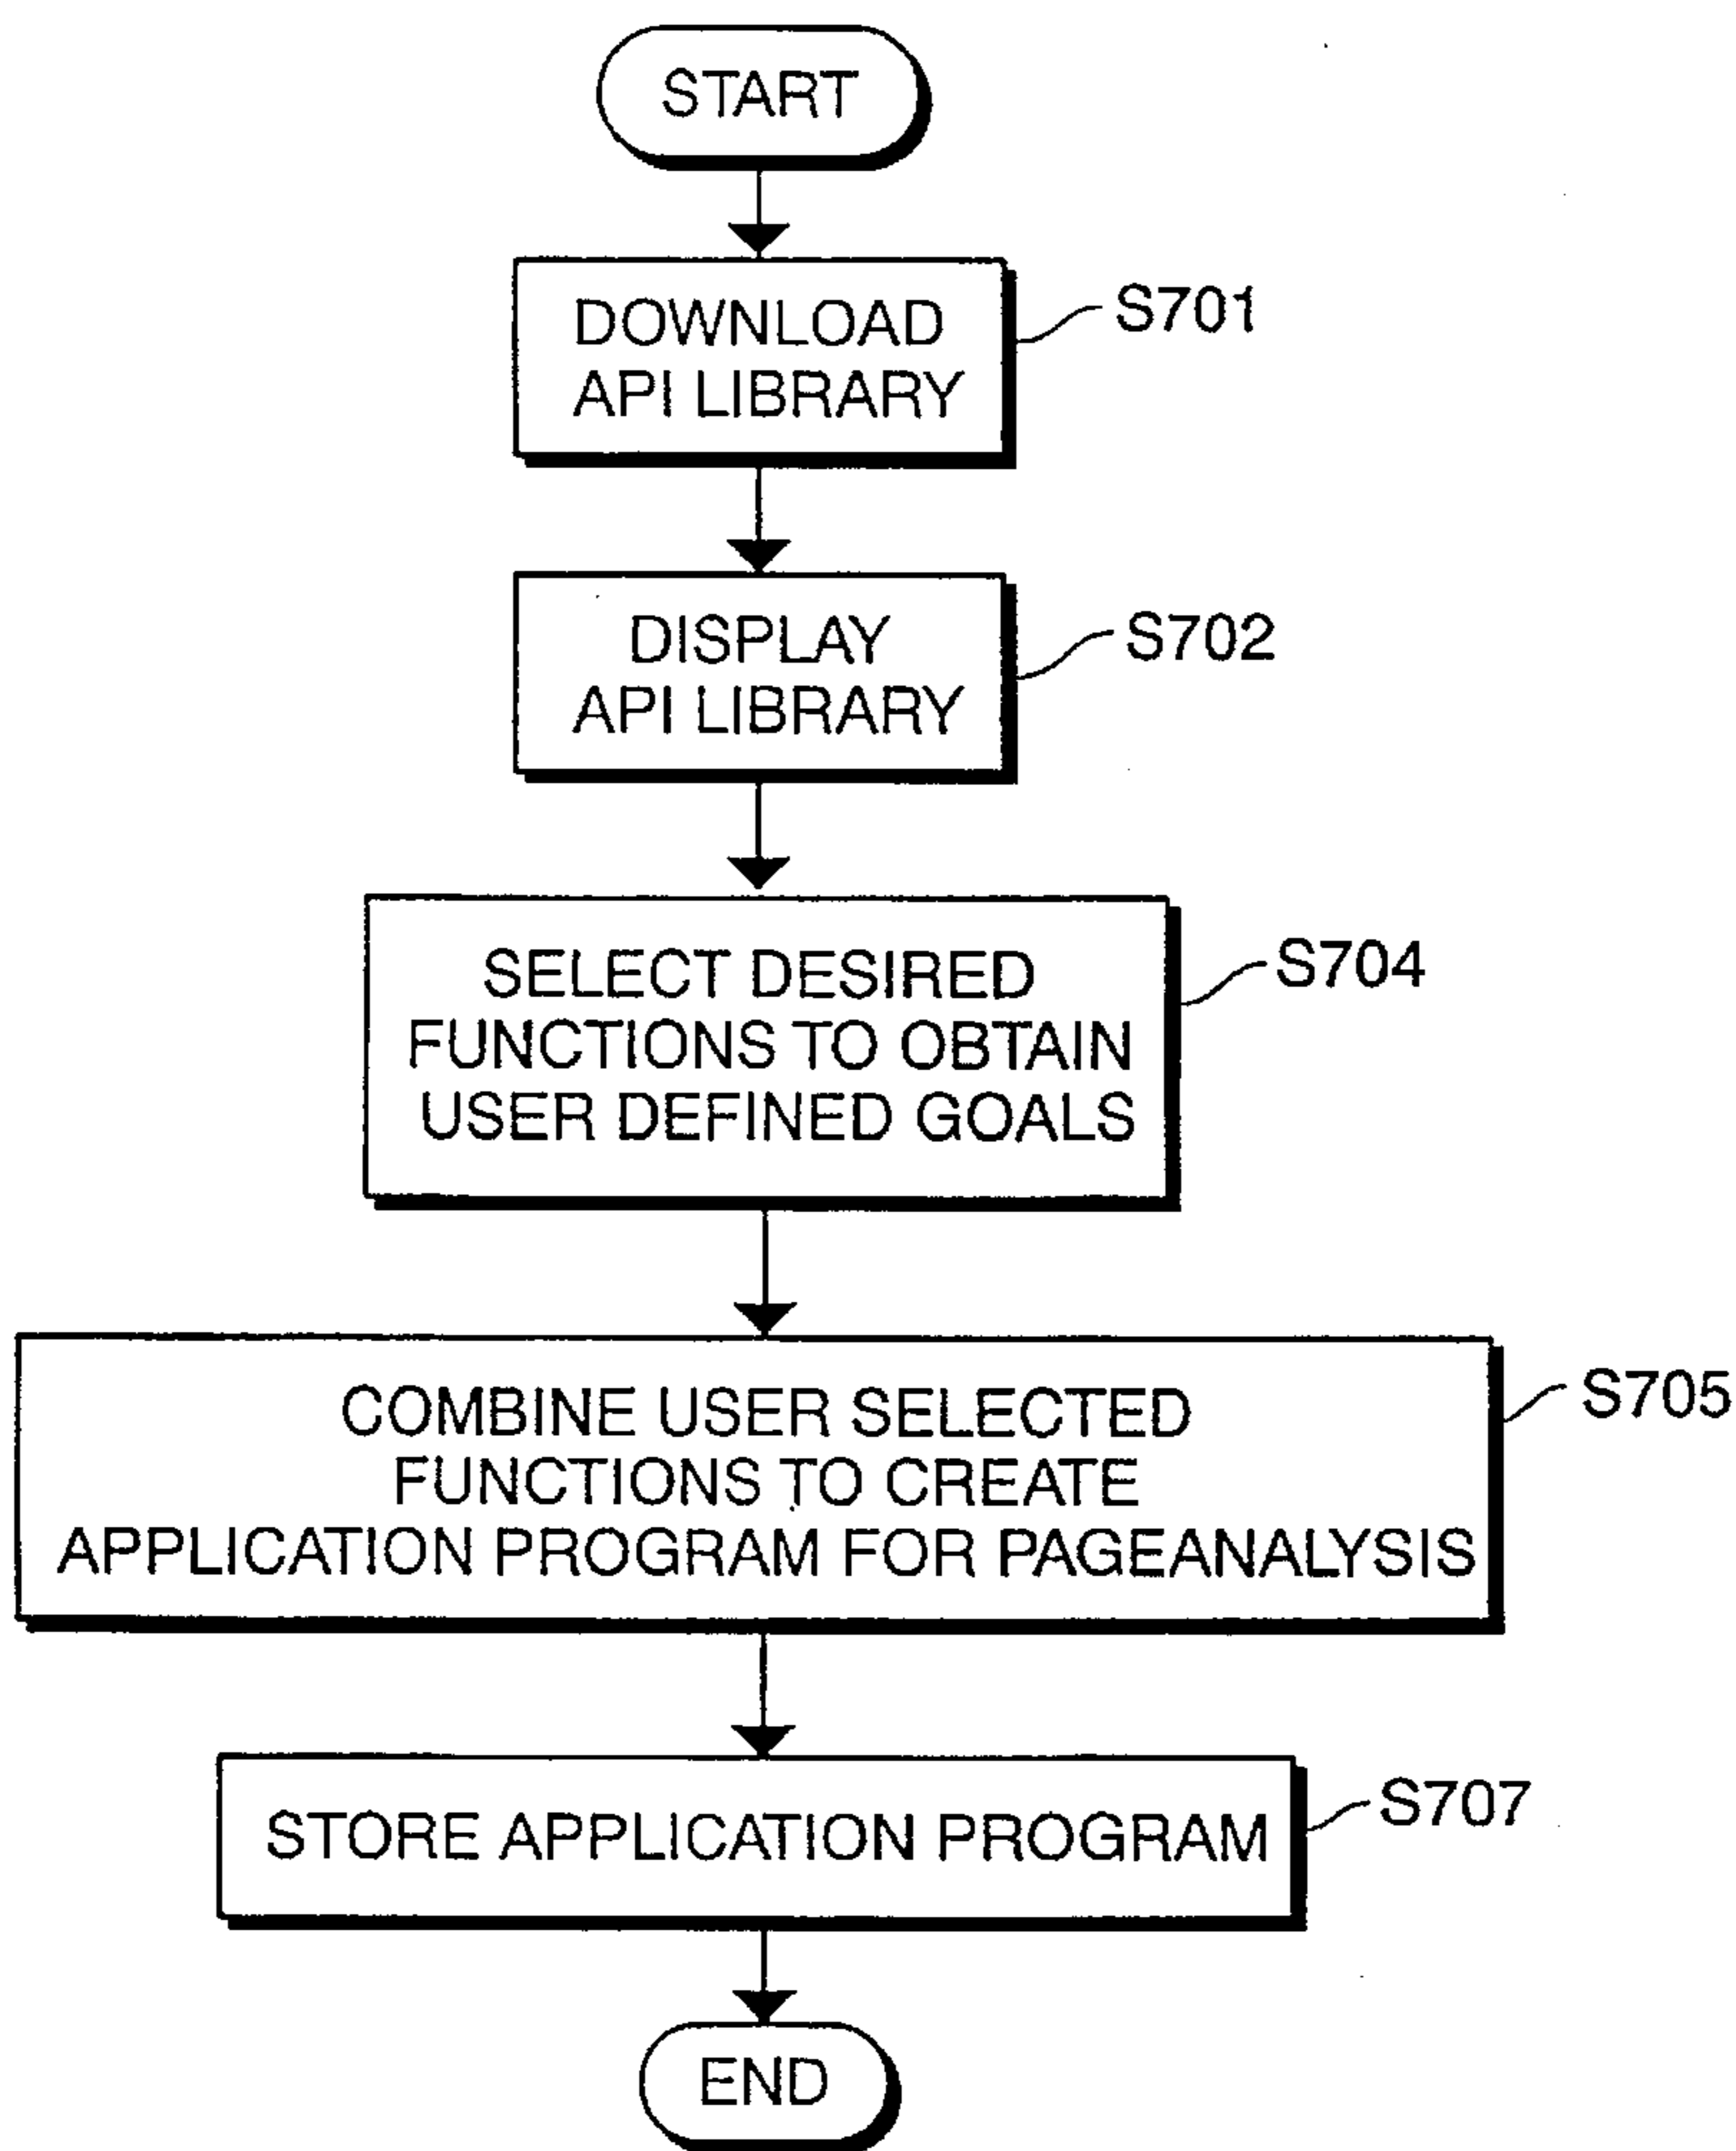 START
DOWNLOAD
API LIBRARY
S701
DISPLAY
API LIBRARY
S702
SELECT DESIRED
FUNCTIONS TO OBTAIN
USER DEFINED GOALS
S704
COMBINE USER SELECTED
FUNCTIONS TO CREATE
APPLICATION PROGRAM FOR PAGEANALYSIS
S705
STORE APPLICATION PROGRAM
S707
END